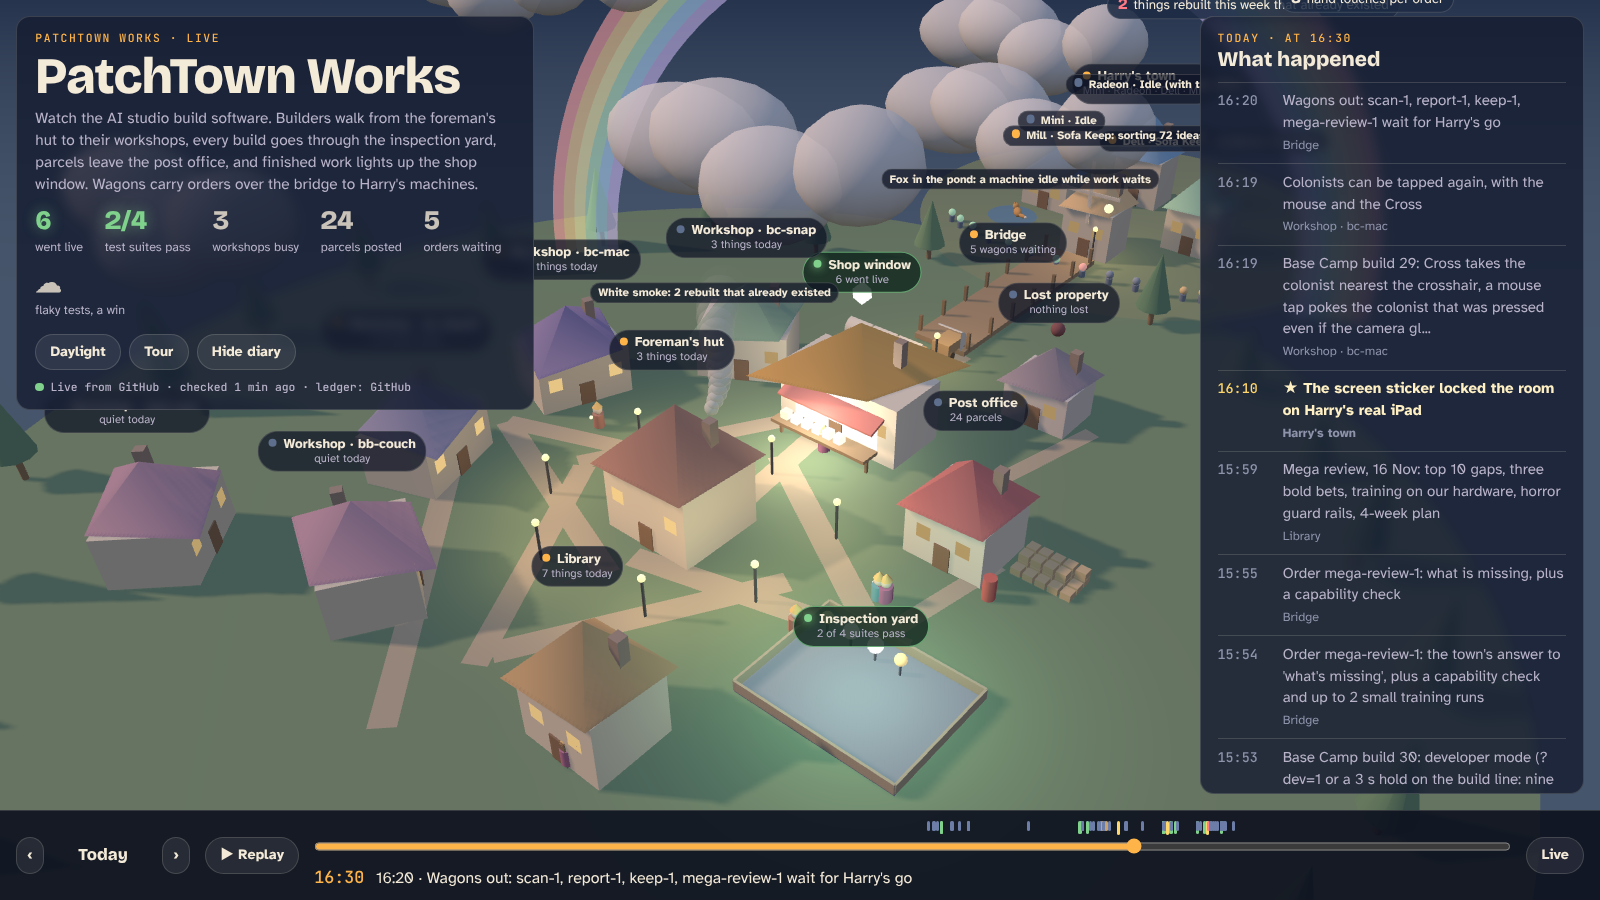 PATCHTOWN WORKS · LIVE
PatchTown Works
Watch the AI studio build software. Builders walk from the foreman's
hut to their workshops, every build goes through the inspection yard,
parcels leave the post office, and finished work lights up the shop
window. Wagons carry orders over the bridge to Harry's machines.
6
went live
2/4
test suites pass
3
workshops busy
24
parcels posted
5
orders waiting
flaky tests, a win
Daylight
Tour
Hide diary
Live from GitHub · checked 1 min ago · ledger: GitHub
2
things rebuilt this week
hand touches per order
Harry's town
Radeon · Idle (with t
Mini · Idle
Mill · Sofa Keep: sorting 72 ideas
Fox in the pond: a machine idle while work waits
Workshop · bc-snap
3 things today
kshop · bc-mac
things today
Bridge
5 wagons waiting
Shop window
6 went live
White smoke: 2 rebuilt that already existed
Lost property
nothing lost
Foreman's hut
3 things today
Post office
24 parcels
quiet today
Workshop · bb-couch
quiet today
Library
7 things today
Inspection yard
2 of 4 suites pass
TODAY · AT 16:30
What happened
16:20
Wagons out: scan-1, report-1, keep-1,
mega-review-1 wait for Harry's go
Bridge
16:19
Colonists can be tapped again, with the
mouse and the Cross
Workshop · bc-mac
16:19
Base Camp build 29: Cross takes the
colonist nearest the crosshair, a mouse
tap pokes the colonist that was pressed
even if the camera gl…
Workshop · bc-mac
16:10
★ The screen sticker locked the room
on Harry's real iPad
Harry's town
15:59
Mega review, 16 Nov: top 10 gaps, three
bold bets, training on our hardware, horror
guard rails, 4-week plan
Library
15:55
Order mega-review-1: what is missing, plus
a capability check
Bridge
15:54
Order mega-review-1: the town's answer to
'what's missing', plus a capability check
and up to 2 small training runs
Bridge
15:53
Base Camp build 30: developer mode (?
dev=1 or a 3 s hold on the build line: nine
‹
Today
›
▶ Replay
16:30
16:20 · Wagons out: scan-1, report-1, keep-1, mega-review-1 wait for Harry's go
Live